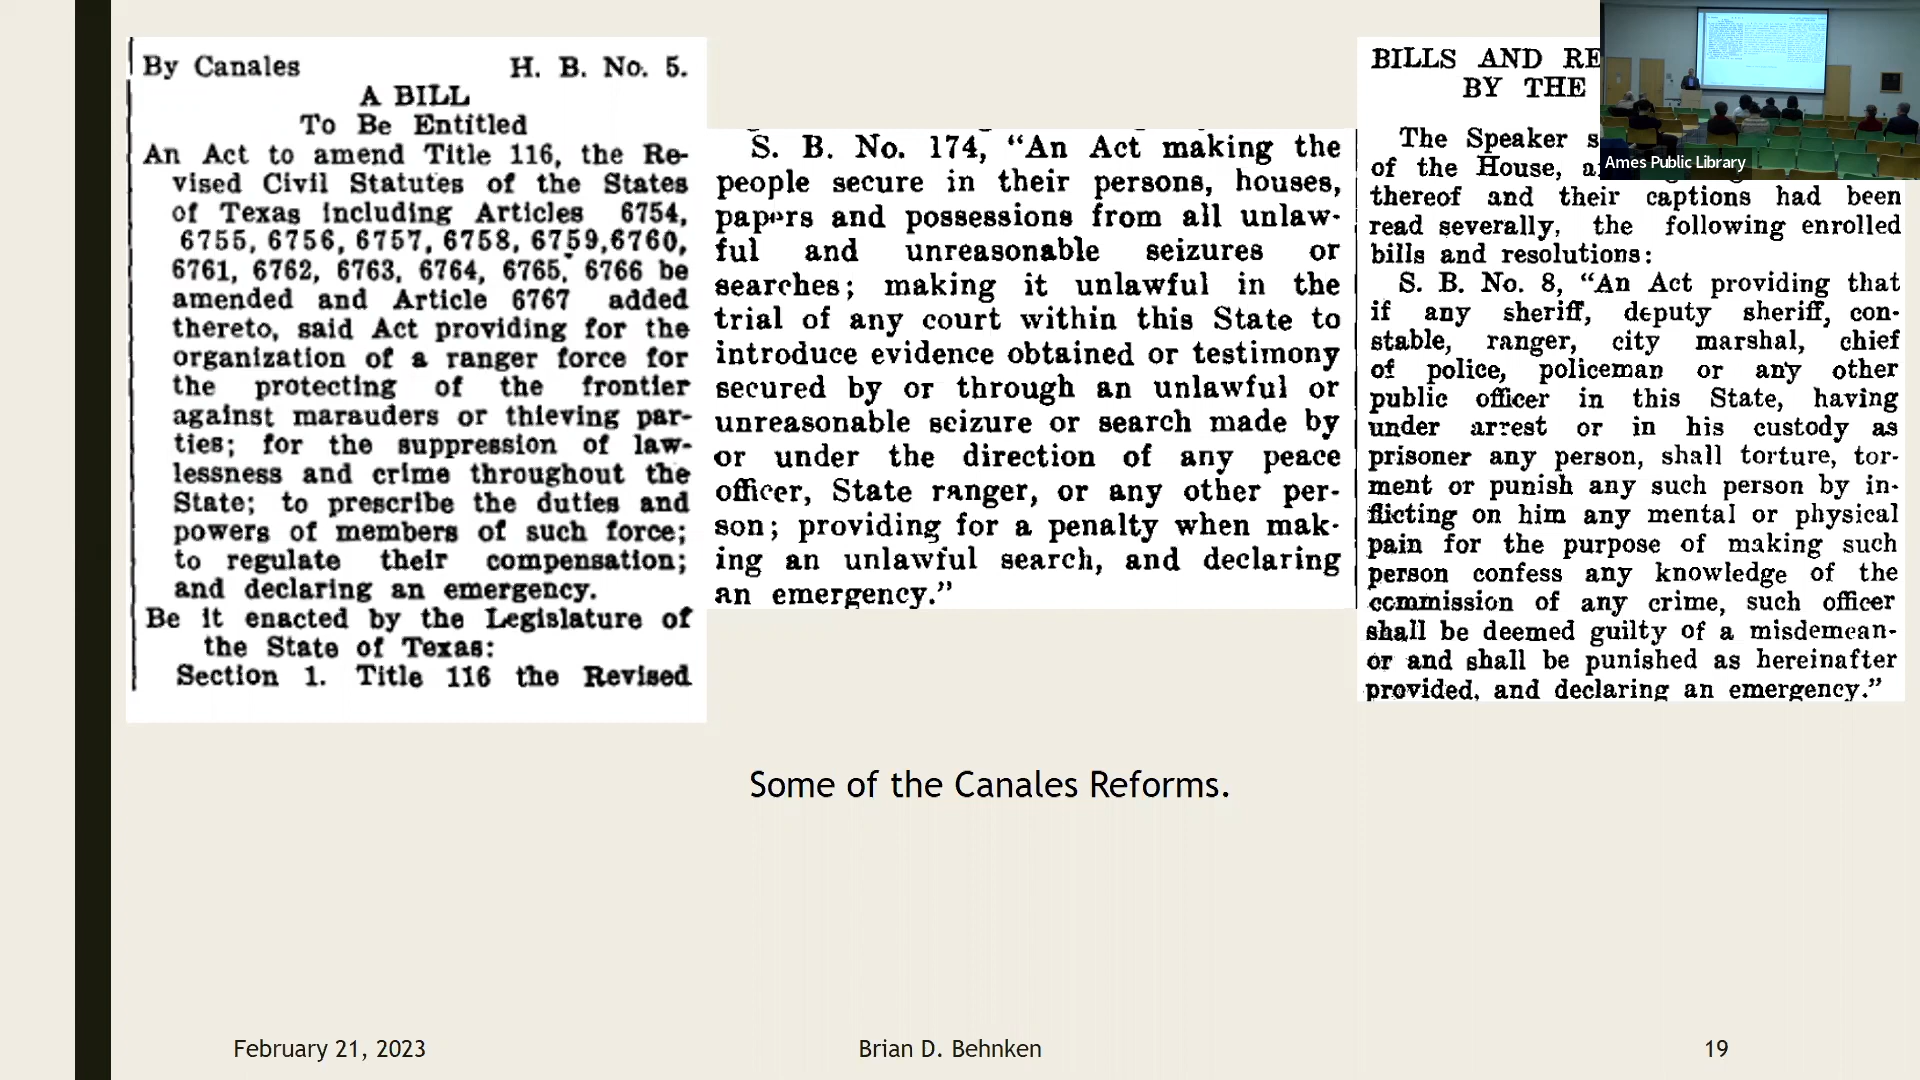 By Canales H. B. No. 5.
A BILL
To Be Entitled
An Act to amend Title 116, the Re-
vised Civil Statutes of the States
of Texas including Articles 6754,
6755, 6756, 6757, 6758, 6759,6760,
6761, 6762, 6763, 6764, 6765, 6766 be
amended and Article 6767 added
thereto, said Act providing for the
organization of a ranger force for
the protecting of the frontier
against marauders or thieving par-
ties; for the suppression of law-
lessness and crime throughout the
State; to prescribe the duties and
powers of members of such force;
to regulate their compensation;
and declaring an emergency.
Be it enacted by the Legislature of
the State of Texas:
Section 1. Title 116 the Revised
S. B. No. 174, “An Act making the
people secure in their persons, houses,
papers and possessions from all unlaw-
ful and unreasonable seizures or
searches; making it unlawful in the
trial of any court within this State to
introduce evidence obtained or testimony
secured by or through an unlawful or
unreasonable seizure or search made by
or under the direction of any peace
officer, State ranger, or any other per-
son; providing for a penalty when mak-
ing an unlawful search, and declaring
an emergency.”
BILLS AND RE
BY THE
The Speaker s
of the House, a
thereof and their captions had been
read severally, the following enrolled
bills and resolutions:
S. B. No. 8, “An Act providing that
if any sheriff, deputy sheriff, con-
stable, ranger, city marshal, chief
of police, policeman or any other
public officer in this State, having
under arrest or in his custody as
prisoner any person, shall torture, tor-
ment or punish any such person by in-
flicting on him any mental or physical
pain for the purpose of making such
person confess any knowledge of the
commission of any crime, such officer
shall be deemed guilty of a misdemean-
or and shall be punished as hereinafter
provided, and declaring an emergency.”
Ames Public Library
Some of the Canales Reforms.
February 21, 2023
Brian D. Behnken
19